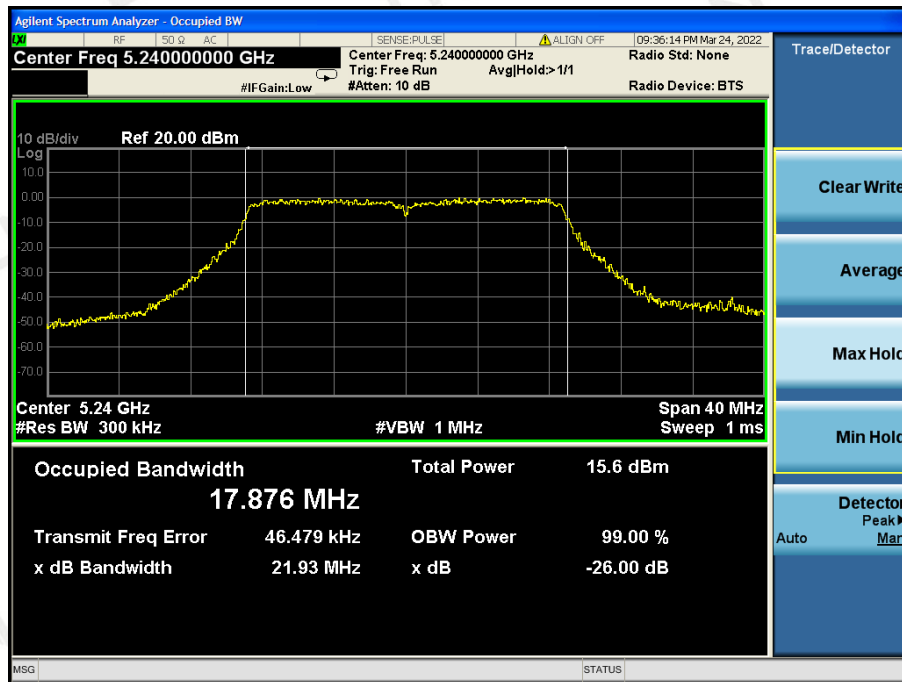 Agilent Spectrum Analyzer - Occupied BW
LXI RF 50 Ω AC SENSE:PULSE ALIGN OFF 09:36:14 PM Mar 24, 2022
Center Freq 5.240000000 GHz
Center Freq: 5.240000000 GHz Radio Std: None
Trig: Free Run Avg|Hold:>1/1
#IFGain:Low #Atten: 10 dB Radio Device: BTS
Trace/Detector
10 dB/div Ref 20.00 dBm
Log
10.0
0.00
-10.0
-20.0
-30.0
-40.0
-50.0
-60.0
-70.0
Center 5.24 GHz Span 40 MHz
#Res BW 300 kHz #VBW 1 MHz Sweep 1 ms
Occupied Bandwidth Total Power 15.6 dBm
17.876 MHz
Transmit Freq Error 46.479 kHz OBW Power 99.00 %
x dB Bandwidth 21.93 MHz x dB -26.00 dB
Clear Write
Average
Max Hold
Min Hold
Detector
Peak▶
Auto Man
MSG STATUS